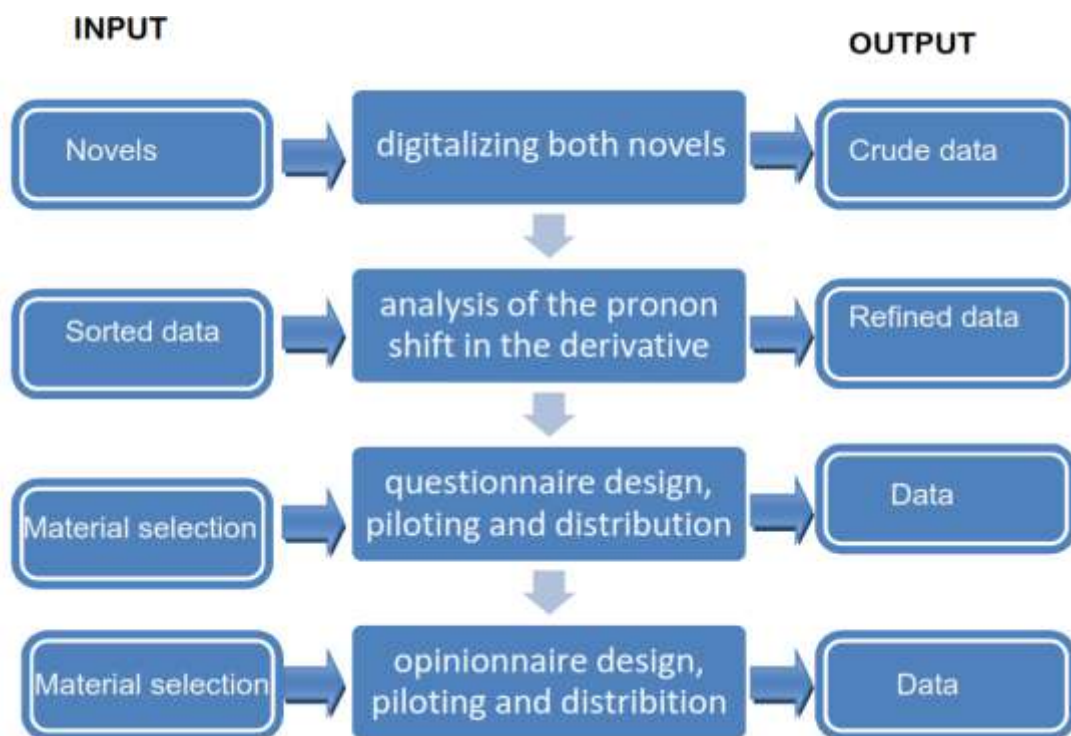 INPUT
OUTPUT
Novels
digitalizing both novels
Crude data
Sorted data
analysis of the pronon
shift in the derivative
Refined data
Material selection
questionnaire design,
piloting and distribution
Data
Material selection
opinionnaire design,
piloting and distribition
Data